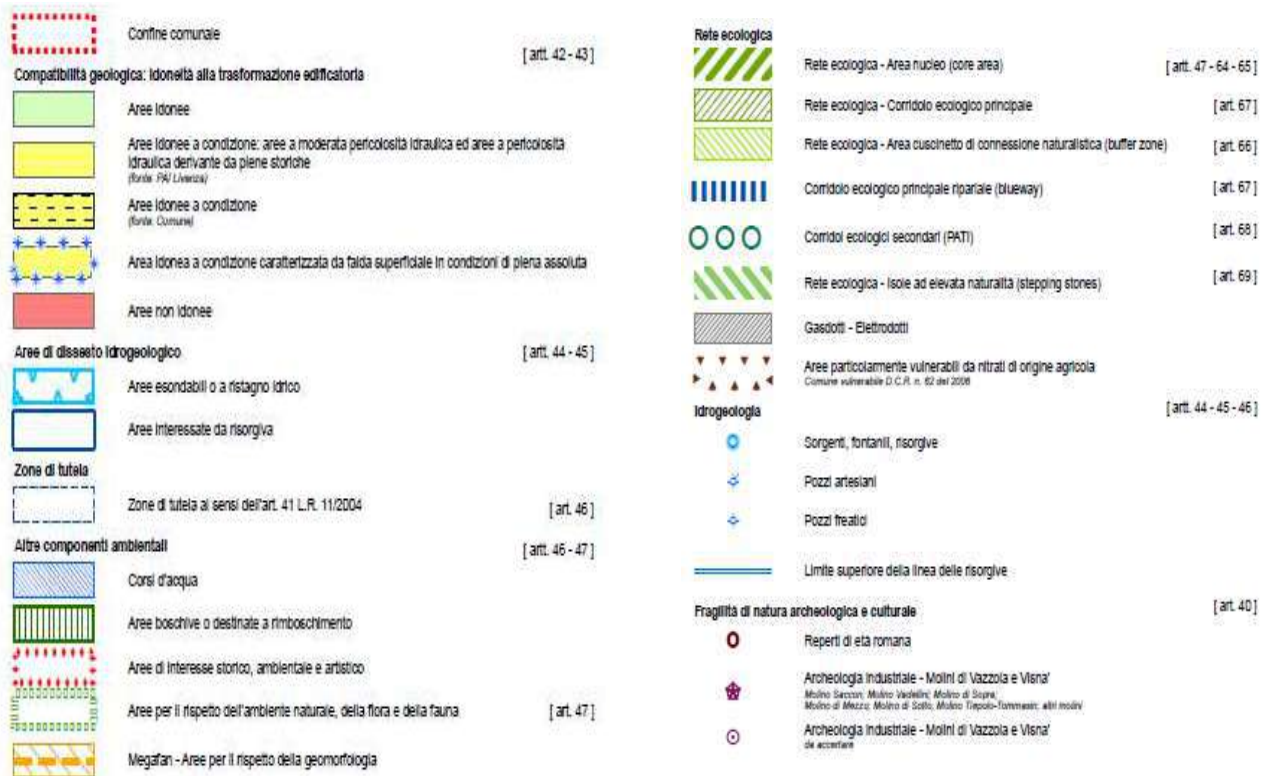 Confine comunale
[ artt. 42 - 43 ]
Compatibilità geologica: idoneità alla trasformazione edificatoria
Aree idonee
Aree idonee a condizione: aree a moderata pericolosità idraulica ed aree a pericolosità
idraulica derivante da piene storiche
(fonte: PAI Livenza)
Aree idonee a condizione
(fonte: Comune)
Area idonea a condizione caratterizzata da falda superficiale in condizioni di piena assoluta
Aree non idonee
Aree di dissesto idrogeologico [ artt. 44 - 45 ]
Aree esondabili o a ristagno idrico
Aree interessate da risorgiva
Zone di tutela
Zone di tutela ai sensi dell'art. 41 L.R. 11/2004 [ art. 46 ]
Altre componenti ambientali [ artt. 46 - 47 ]
Corsi d'acqua
Aree boschive o destinate a rimboschimento
Aree di interesse storico, ambientale e artistico
Aree per il rispetto dell'ambiente naturale, della flora e della fauna [ art. 47 ]
Megafan - Aree per il rispetto della geomorfologia
Rete ecologica
Rete ecologica - Area nucleo (core area) [ artt. 47 - 64 - 65 ]
Rete ecologica - Corridoio ecologico principale [ art. 67 ]
Rete ecologica - Area cuscinetto di connessione naturalistica (buffer zone) [ art. 66 ]
Corridoio ecologico principale ripariale (blueway) [ art. 67 ]
Corridoi ecologici secondari (PATI) [ art. 68 ]
Rete ecologica - Isole ad elevata naturalità (stepping stones) [ art. 69 ]
Gasdotti - Elettrodotti
Aree particolarmente vulnerabili da nitrati di origine agricola
Comune vulnerabile D.C.R. n. 62 del 2006
Idrogeologia [ artt. 44 - 45 - 46 ]
Sorgenti, fontanili, risorgive
Pozzi artesiani
Pozzi freatici
Limite superiore della linea delle risorgive
Fragilità di natura archeologica e culturale [ art. 40 ]
Reperti di età romana
Archeologia industriale - Molini di Vazzola e Visna'
Molino Saccon; Molino Vadellini; Molino di Sopra;
Molino di Mezzo; Molino di Sotto; Molino Tiepolo-Tommasin; altri molini
Archeologia industriale - Molini di Vazzola e Visna'
da accertare